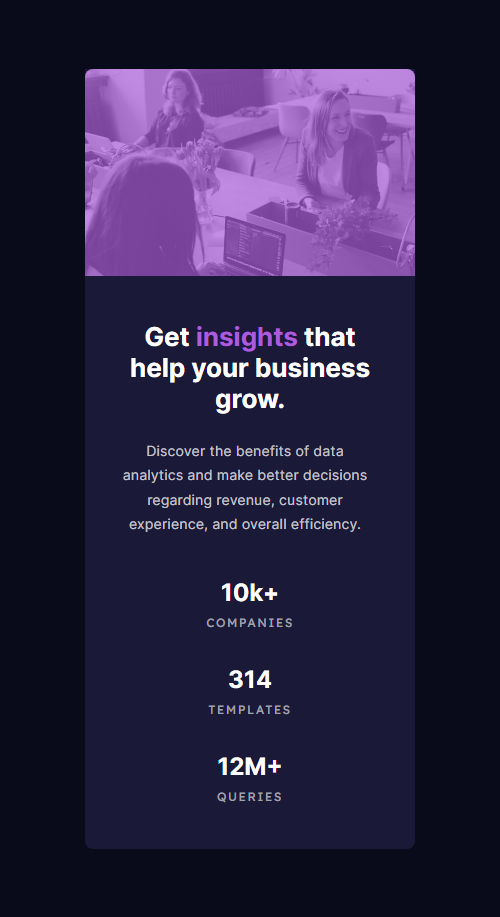 Get insights that
help your business
grow.
Discover the benefits of data
analytics and make better decisions
regarding revenue, customer
experience, and overall efficiency.
10k+
COMPANIES
314
TEMPLATES
12M+
QUERIES